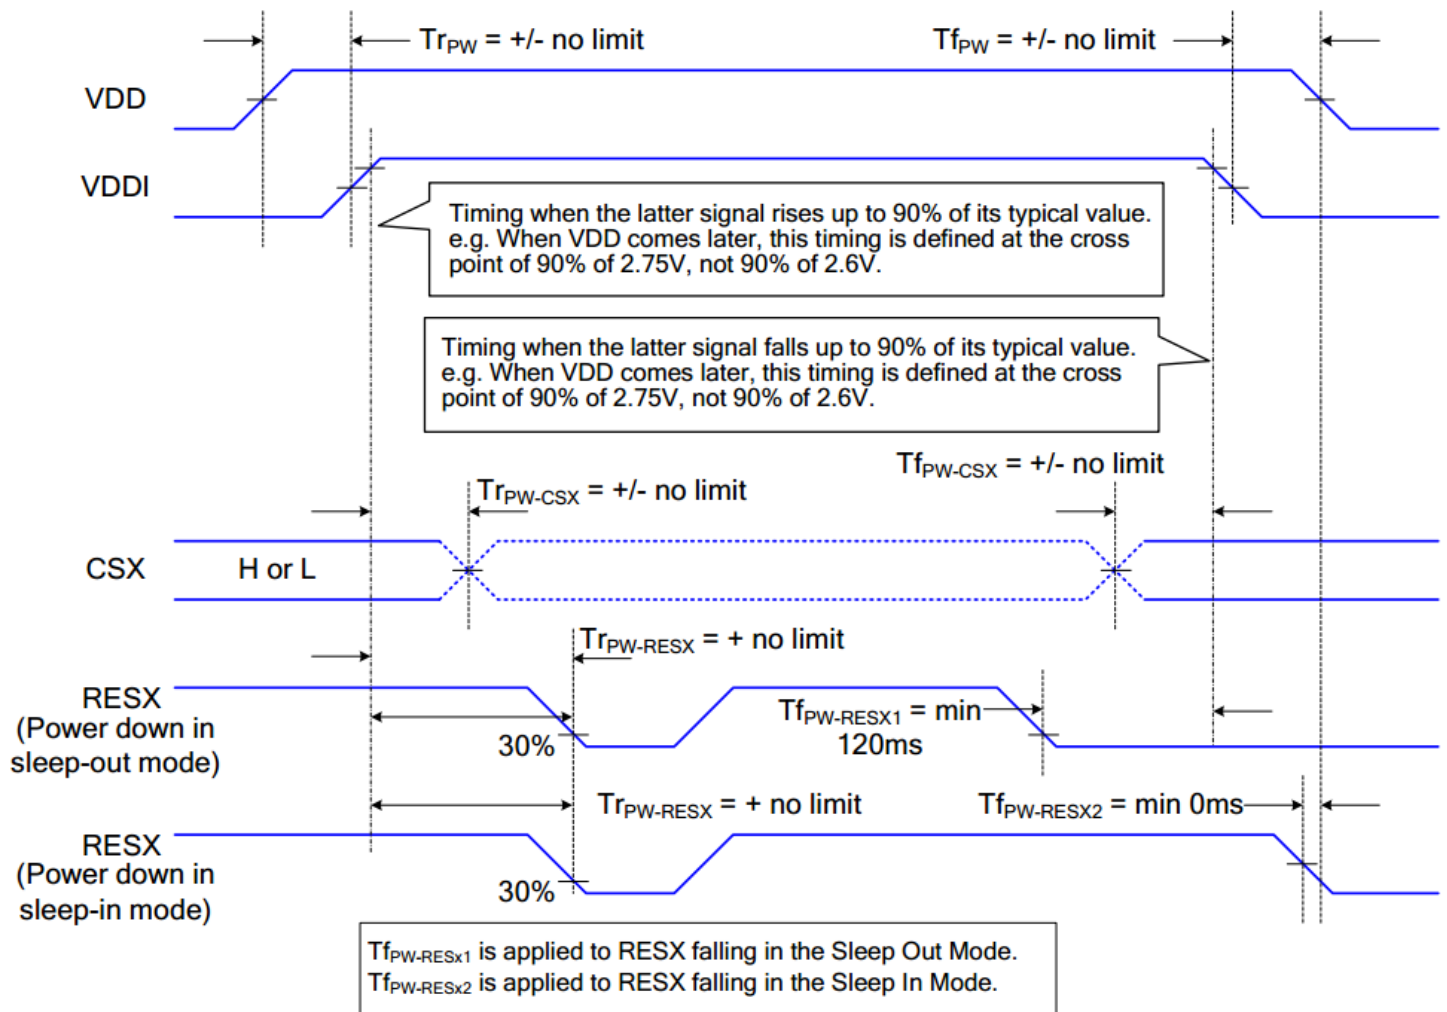 TrPW = +/- no limit
TfPW = +/- no limit
VDD
VDDI
Timing when the latter signal rises up to 90% of its typical value.
e.g. When VDD comes later, this timing is defined at the cross
point of 90% of 2.75V, not 90% of 2.6V.
Timing when the latter signal falls up to 90% of its typical value.
e.g. When VDD comes later, this timing is defined at the cross
point of 90% of 2.75V, not 90% of 2.6V.
TfPW-CSX = +/- no limit
TrPW-CSX = +/- no limit
CSX
H or L
TrPW-RESX = + no limit
RESX
(Power down in
sleep-out mode)
30%
TfPW-RESX1 = min
120ms
TrPW-RESX = + no limit
TfPW-RESX2 = min 0ms
RESX
(Power down in
sleep-in mode)
30%
TfPW-RESx1 is applied to RESX falling in the Sleep Out Mode.
TfPW-RESx2 is applied to RESX falling in the Sleep In Mode.